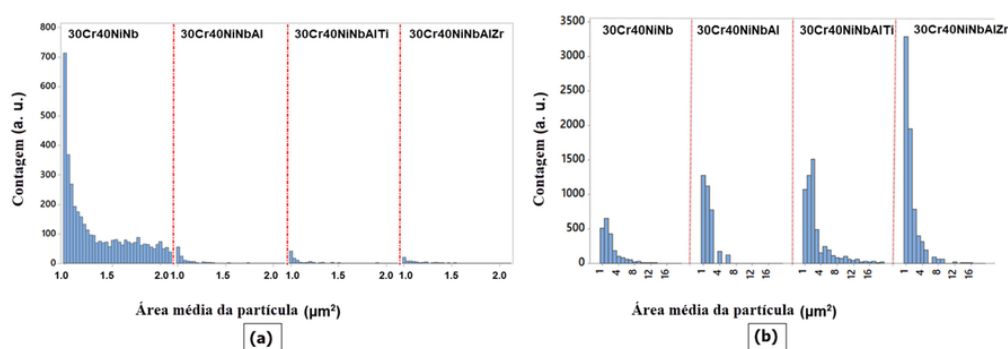 800
700
600
500
400
300
200
100
0
Contagem (a. u.)
30Cr40NiNb
30Cr40NiNbAl
30Cr40NiNbAlTi
30Cr40NiNbAlZr
1.0 1.5 2.0 1.0 1.5 2.0 1.0 1.5 2.0 1.0 1.5 2.0
Área média da partícula (µm²)
(a)
3500
3000
2500
2000
1500
1000
500
0
Contagem (a. u.)
30Cr40NiNb
30Cr40NiNbAl
30Cr40NiNbAlTi
30Cr40NiNbAlZr
1 4 8 12 16 1 4 8 12 16 1 4 8 12 16 1 4 8 12 16
Área média da partícula (µm²)
(b)